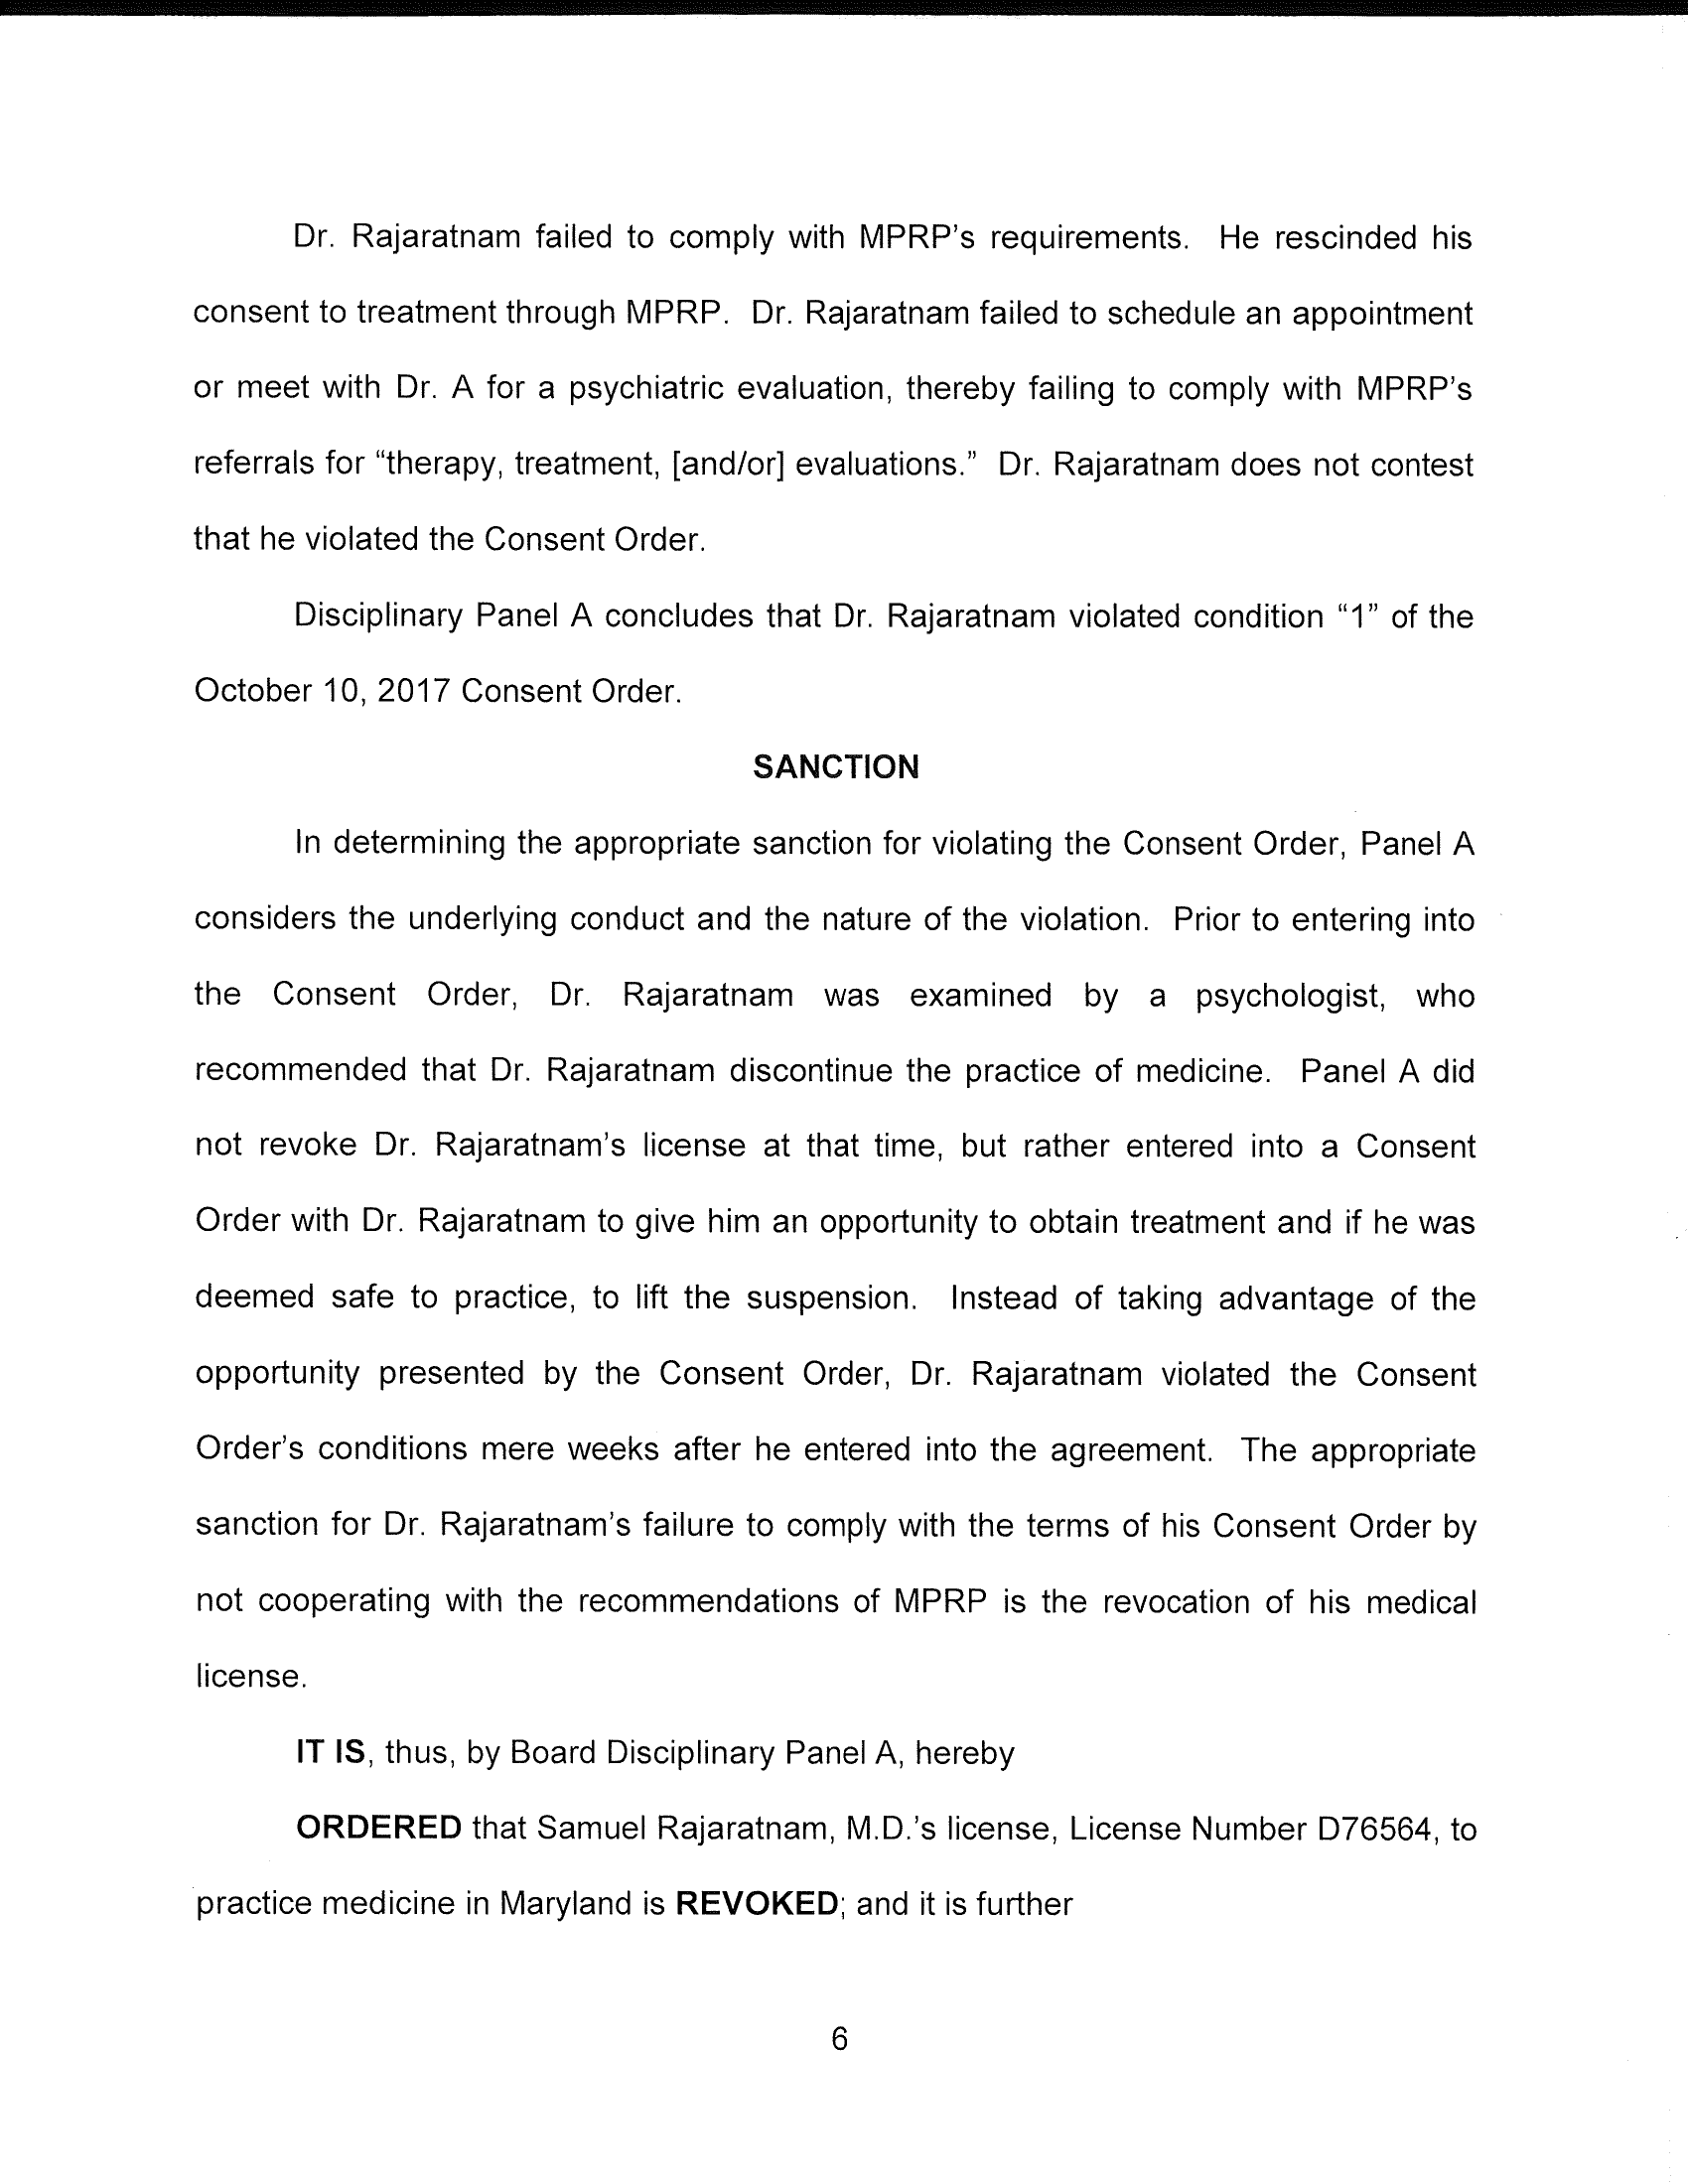 Dr. Rajaratnam failed to comply with MPRP's requirements. He rescinded his
consent to treatment through MPRP. Dr. Rajaratnam failed to schedule an appointment
or meet with Dr. A for a psychiatric evaluation, thereby failing to comply with MPRP's
referrals for “therapy, treatment, [and/or] evaluations.” Dr. Rajaratnam does not contest
that he violated the Consent Order.
Disciplinary Panel A concludes that Dr. Rajaratnam violated condition “1” of the
October 10, 2017 Consent Order.
SANCTION
In determining the appropriate sanction for violating the Consent Order, Panel A
considers the underlying conduct and the nature of the violation. Prior to entering into
the Consent Order, Dr. Rajaratnam was examined by a psychologist, who
recommended that Dr. Rajaratnam discontinue the practice of medicine. Panel A did
not revoke Dr. Rajaratnam's license at that time, but rather entered into a Consent
Order with Dr. Rajaratnam to give him an opportunity to obtain treatment and if he was
deemed safe to practice, to lift the suspension. Instead of taking advantage of the
opportunity presented by the Consent Order, Dr. Rajaratnam violated the Consent
Order's conditions mere weeks after he entered into the agreement. The appropriate
sanction for Dr. Rajaratnam's failure to comply with the terms of his Consent Order by
not cooperating with the recommendations of MPRP is the revocation of his medical
license.
IT IS, thus, by Board Disciplinary Panel A, hereby
ORDERED that Samuel Rajaratnam, M.D.'s license, License Number D76564, to
practice medicine in Maryland is REVOKED; and it is further
6